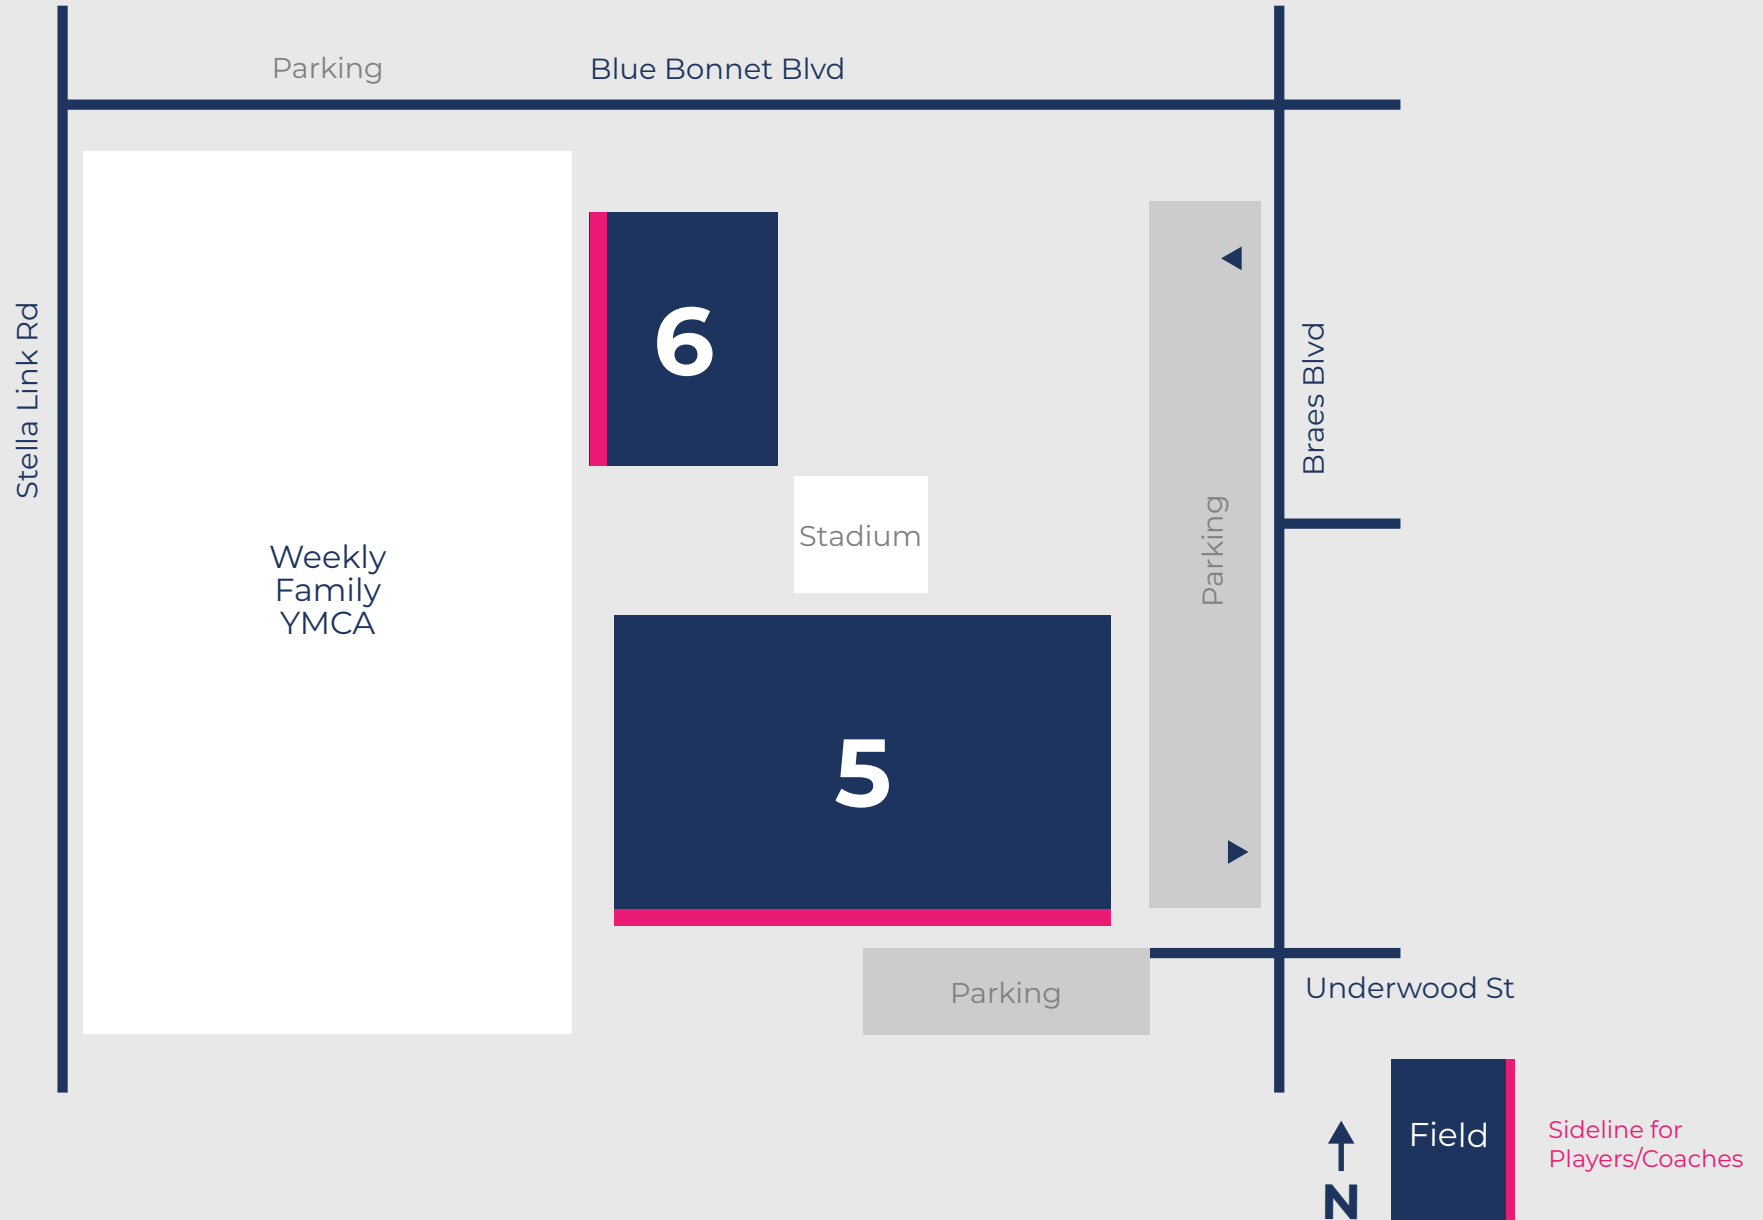 Parking
Blue Bonnet Blvd
Stella Link Rd
6
Braes Blvd
Stadium
Parking
Weekly
Family
YMCA
5
Parking
Underwood St
Field
Sideline for
Players/Coaches
N